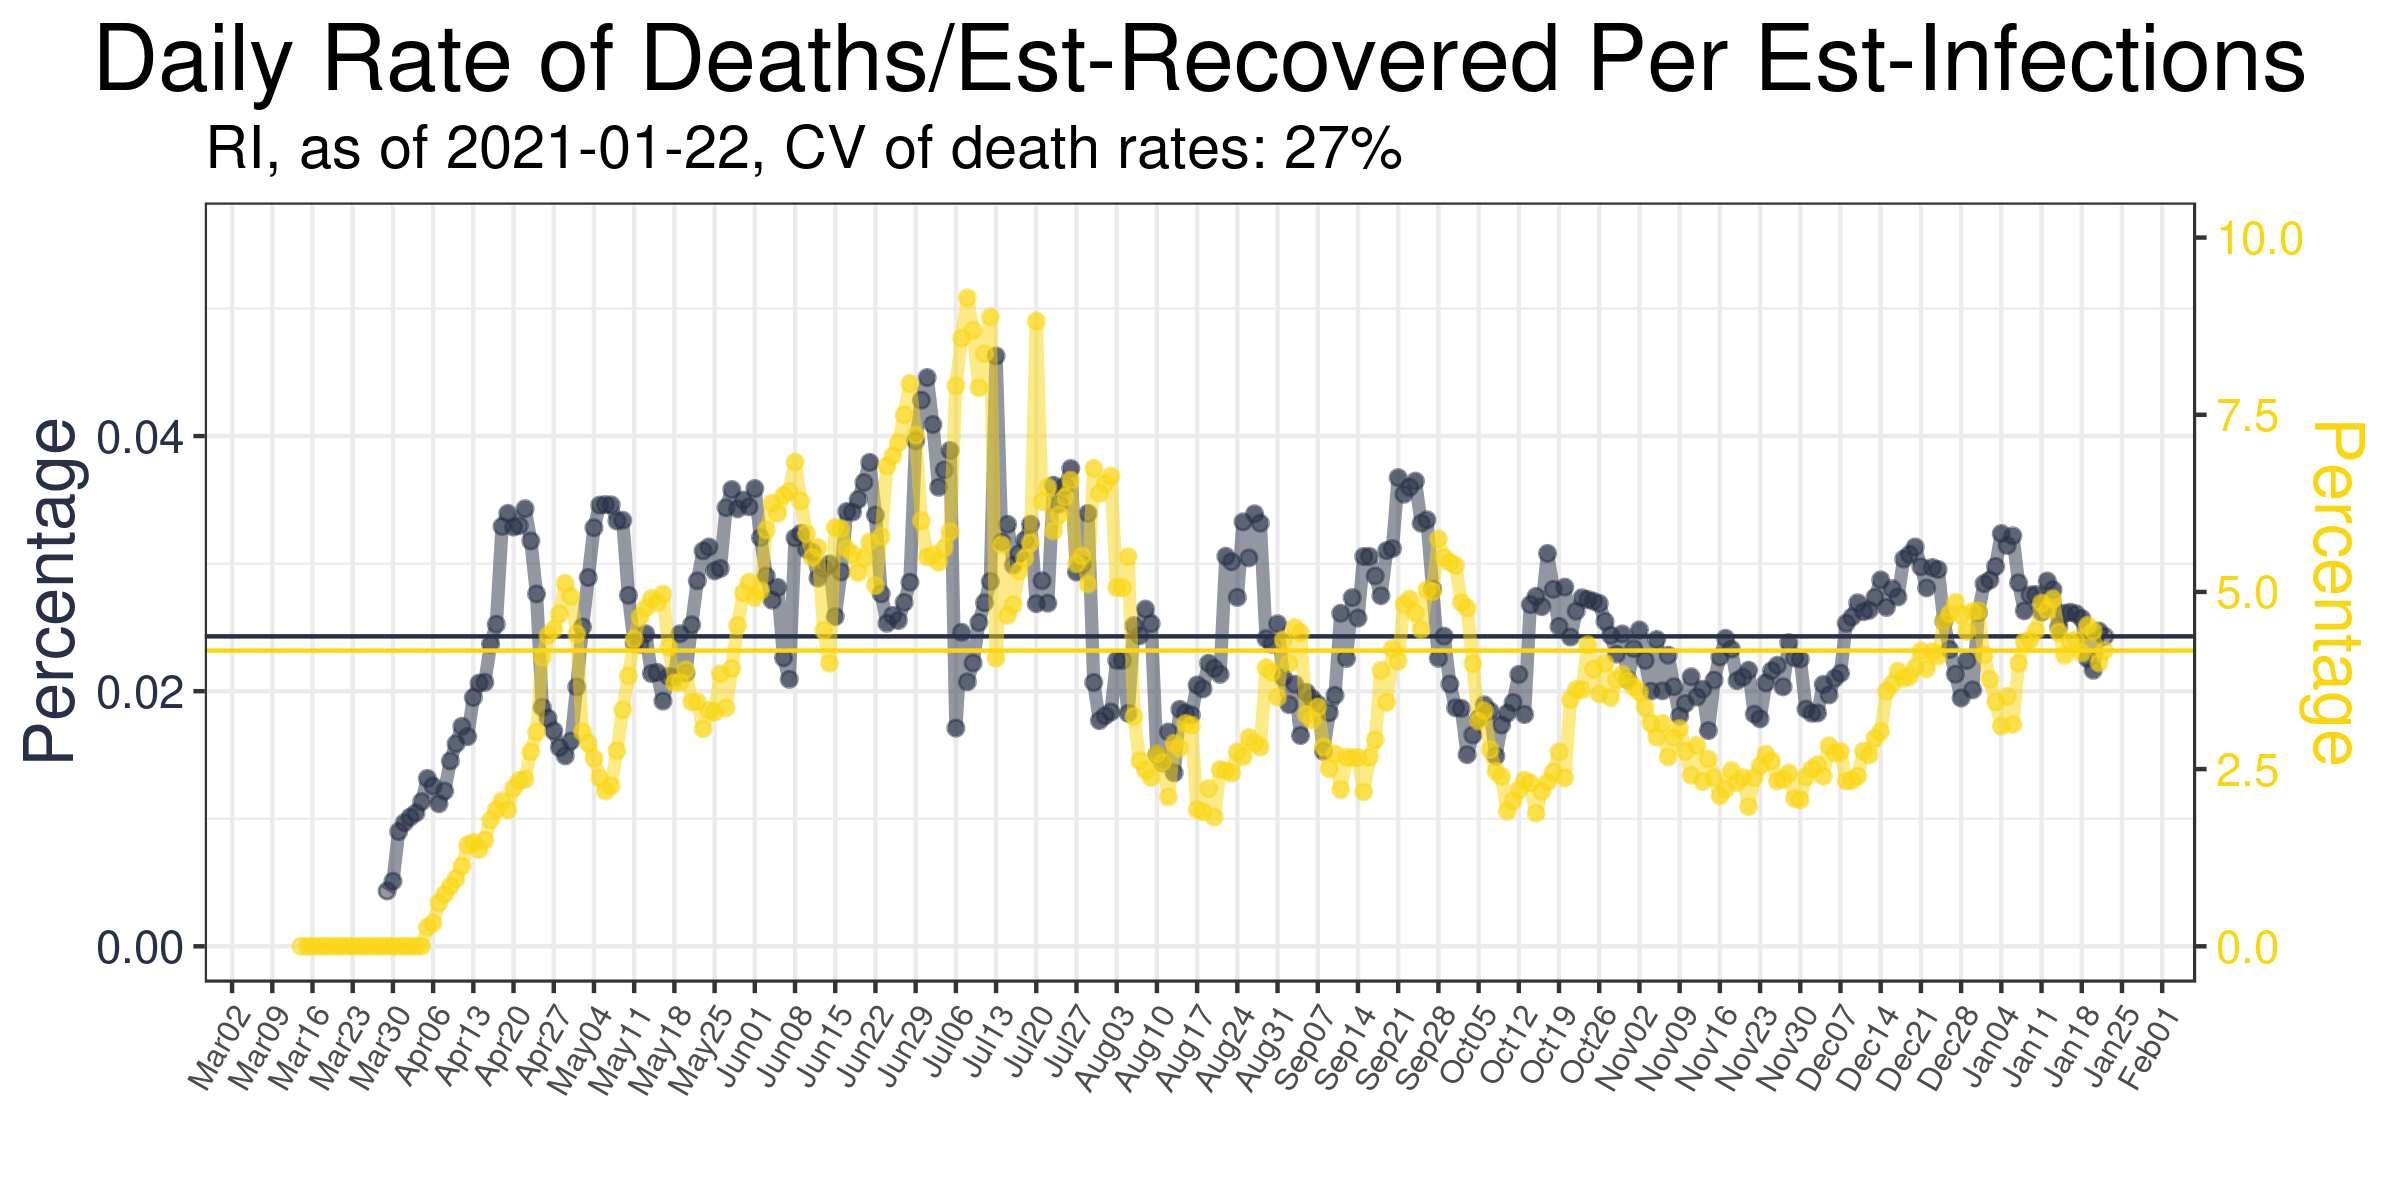 Daily Rate of Deaths/Est-Recovered Per Est-Infections
RI, as of 2021-01-22, CV of death rates: 27%
Percentage
0.04
0.02
0.00
10.0
7.5
5.0
2.5
0.0
Percentage
Mar02
Mar09
Mar16
Mar23
Mar30
Apr06
Apr13
Apr20
Apr27
May04
May11
May18
May25
Jun01
Jun08
Jun15
Jun22
Jun29
Jul06
Jul13
Jul20
Jul27
Aug03
Aug10
Aug17
Aug24
Aug31
Sep07
Sep14
Sep21
Sep28
Oct05
Oct12
Oct19
Oct26
Nov02
Nov09
Nov16
Nov23
Nov30
Dec07
Dec14
Dec21
Dec28
Jan04
Jan11
Jan18
Jan25
Feb01